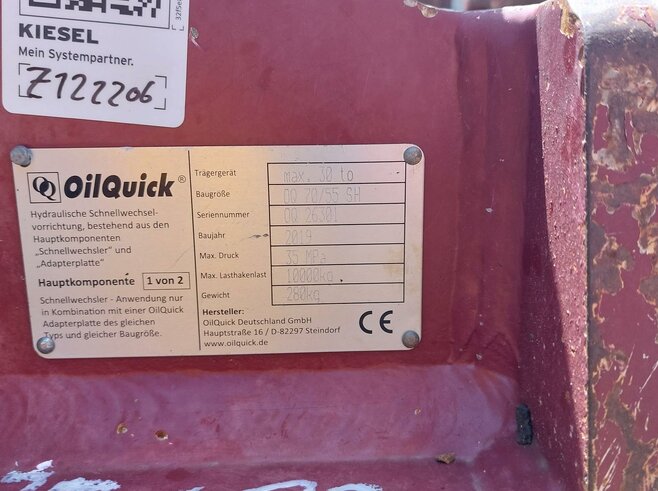 KIESEL
Mein Systempartner.
Z122206
OilQuick®
Hydraulische Schnellwechsel-
vorrichtung, bestehend aus den
Hauptkomponenten
„Schnellwechsler" und
„Adapterplatte"
Hauptkomponente 1 von 2
Schnellwechsler - Anwendung nur
in Kombination mit einer OilQuick
Adapterplatte des gleichen
Typs und gleicher Baugröße.
Trägergerät max. 30 to
Baugröße OQ 70/55 SH
Seriennummer OQ 26301
Baujahr 2019
Max. Druck 35 MPa
Max. Lasthakenlast 10000kg
Gewicht 280kg
Hersteller:
OilQuick Deutschland GmbH
Hauptstraße 16 / D-82297 Steindorf
www.oilquick.de
CE